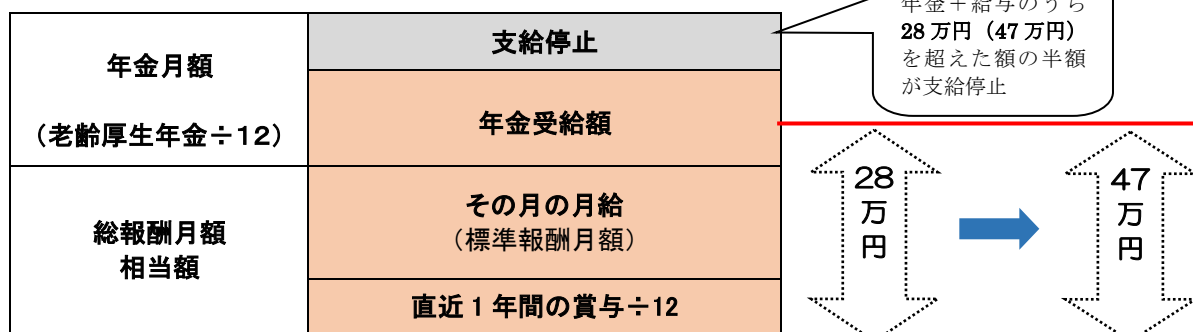 年金月額
（老齢厚生年金÷12）
支給停止
年金受給額
年金＋給与のうち
28万円（47万円）
を超えた額の半額
が支給停止
総報酬月額
相当額
その月の月給
（標準報酬月額）
直近1年間の賞与÷12
28
万
円
47
万
円